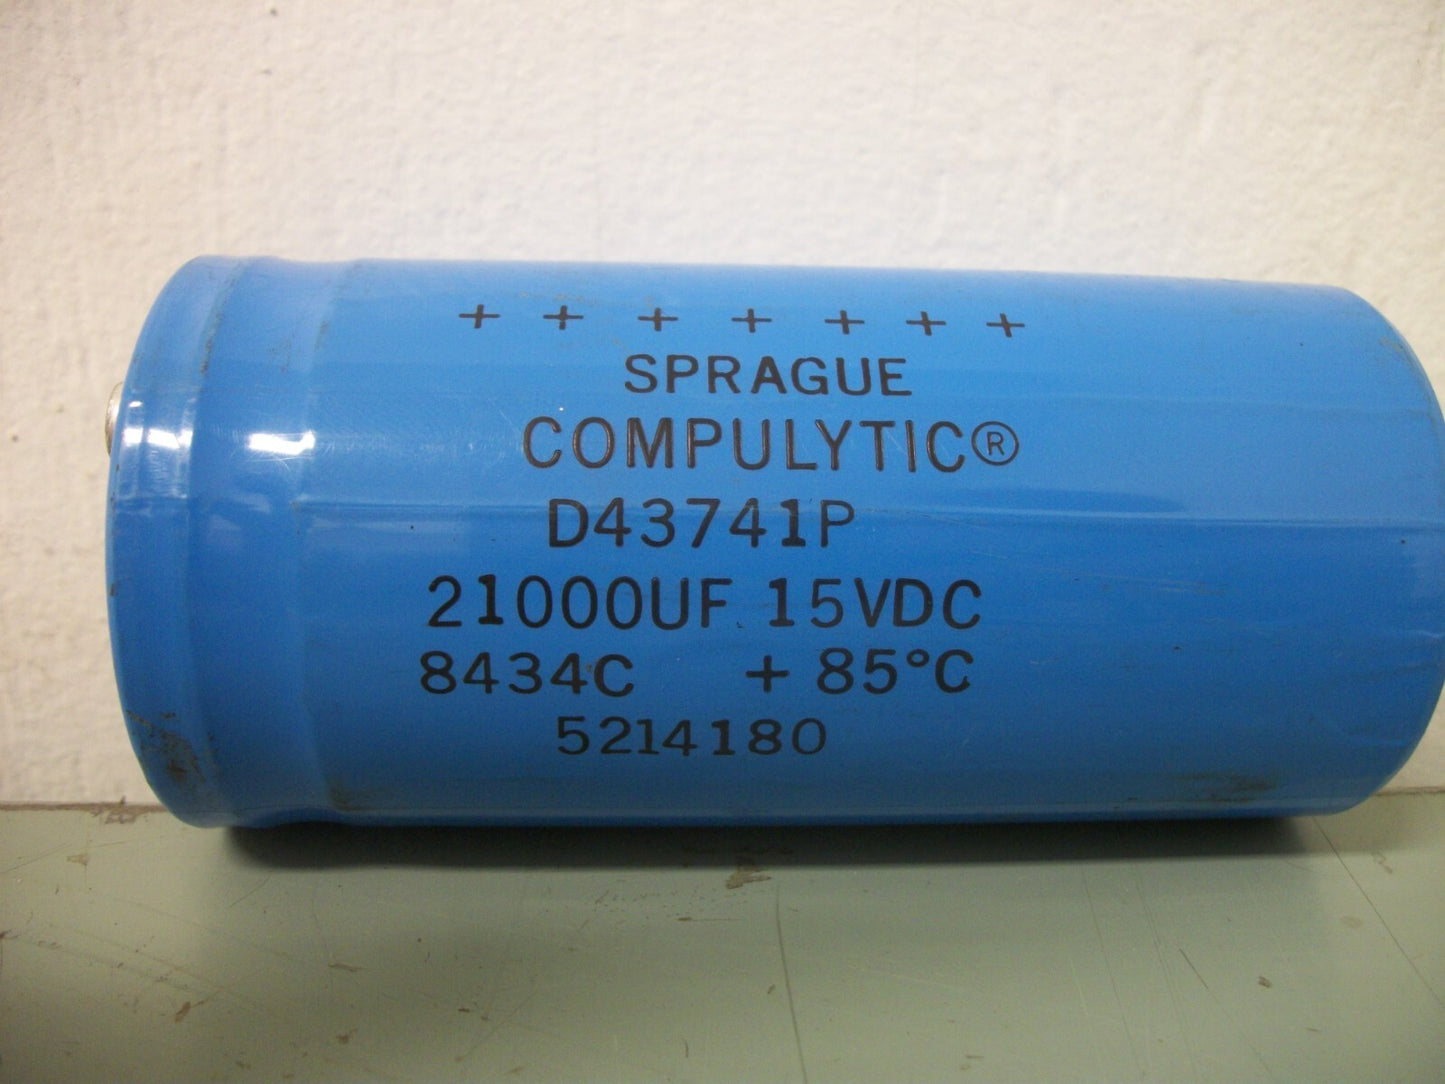 + + + + + + +
SPRAGUE
COMPULYTIC®
D43741P
21000UF 15VDC
8434C + 85°C
5214180